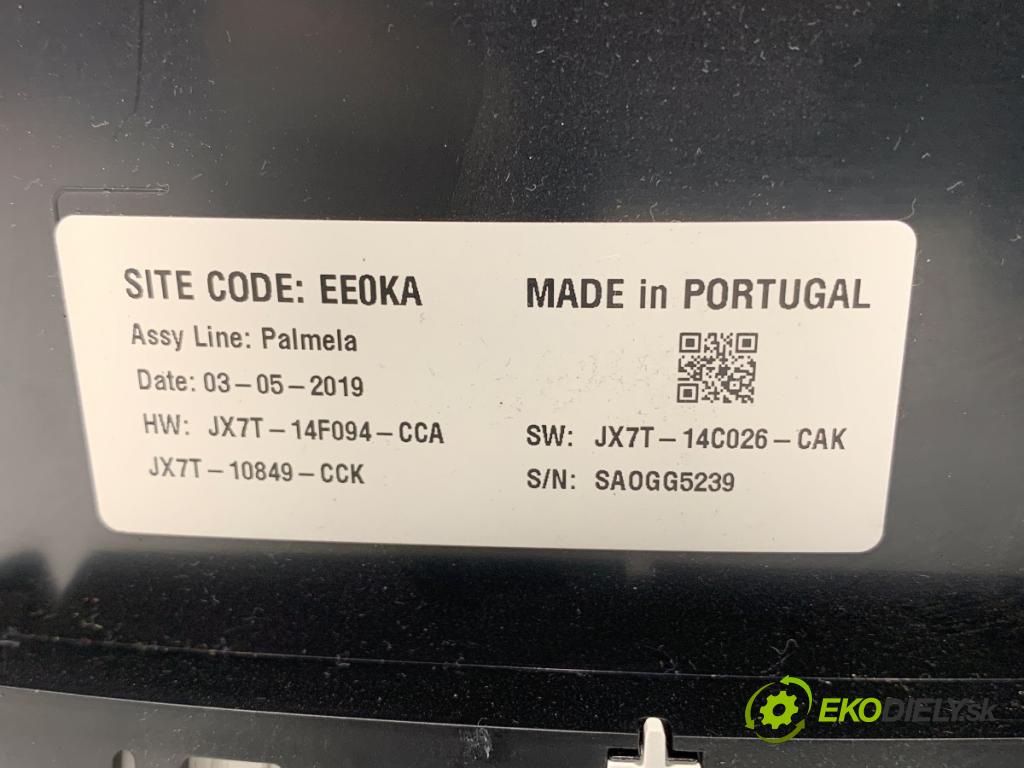 SITE CODE: EE0KA
MADE in PORTUGAL
Assy Line: Palmela
Date: 03-05-2019
HW: JX7T-14F094-CCA
SW: JX7T-14C026-CAK
JX7T-10849-CCK
S/N: SA0GG5239
EKODIELY.sk